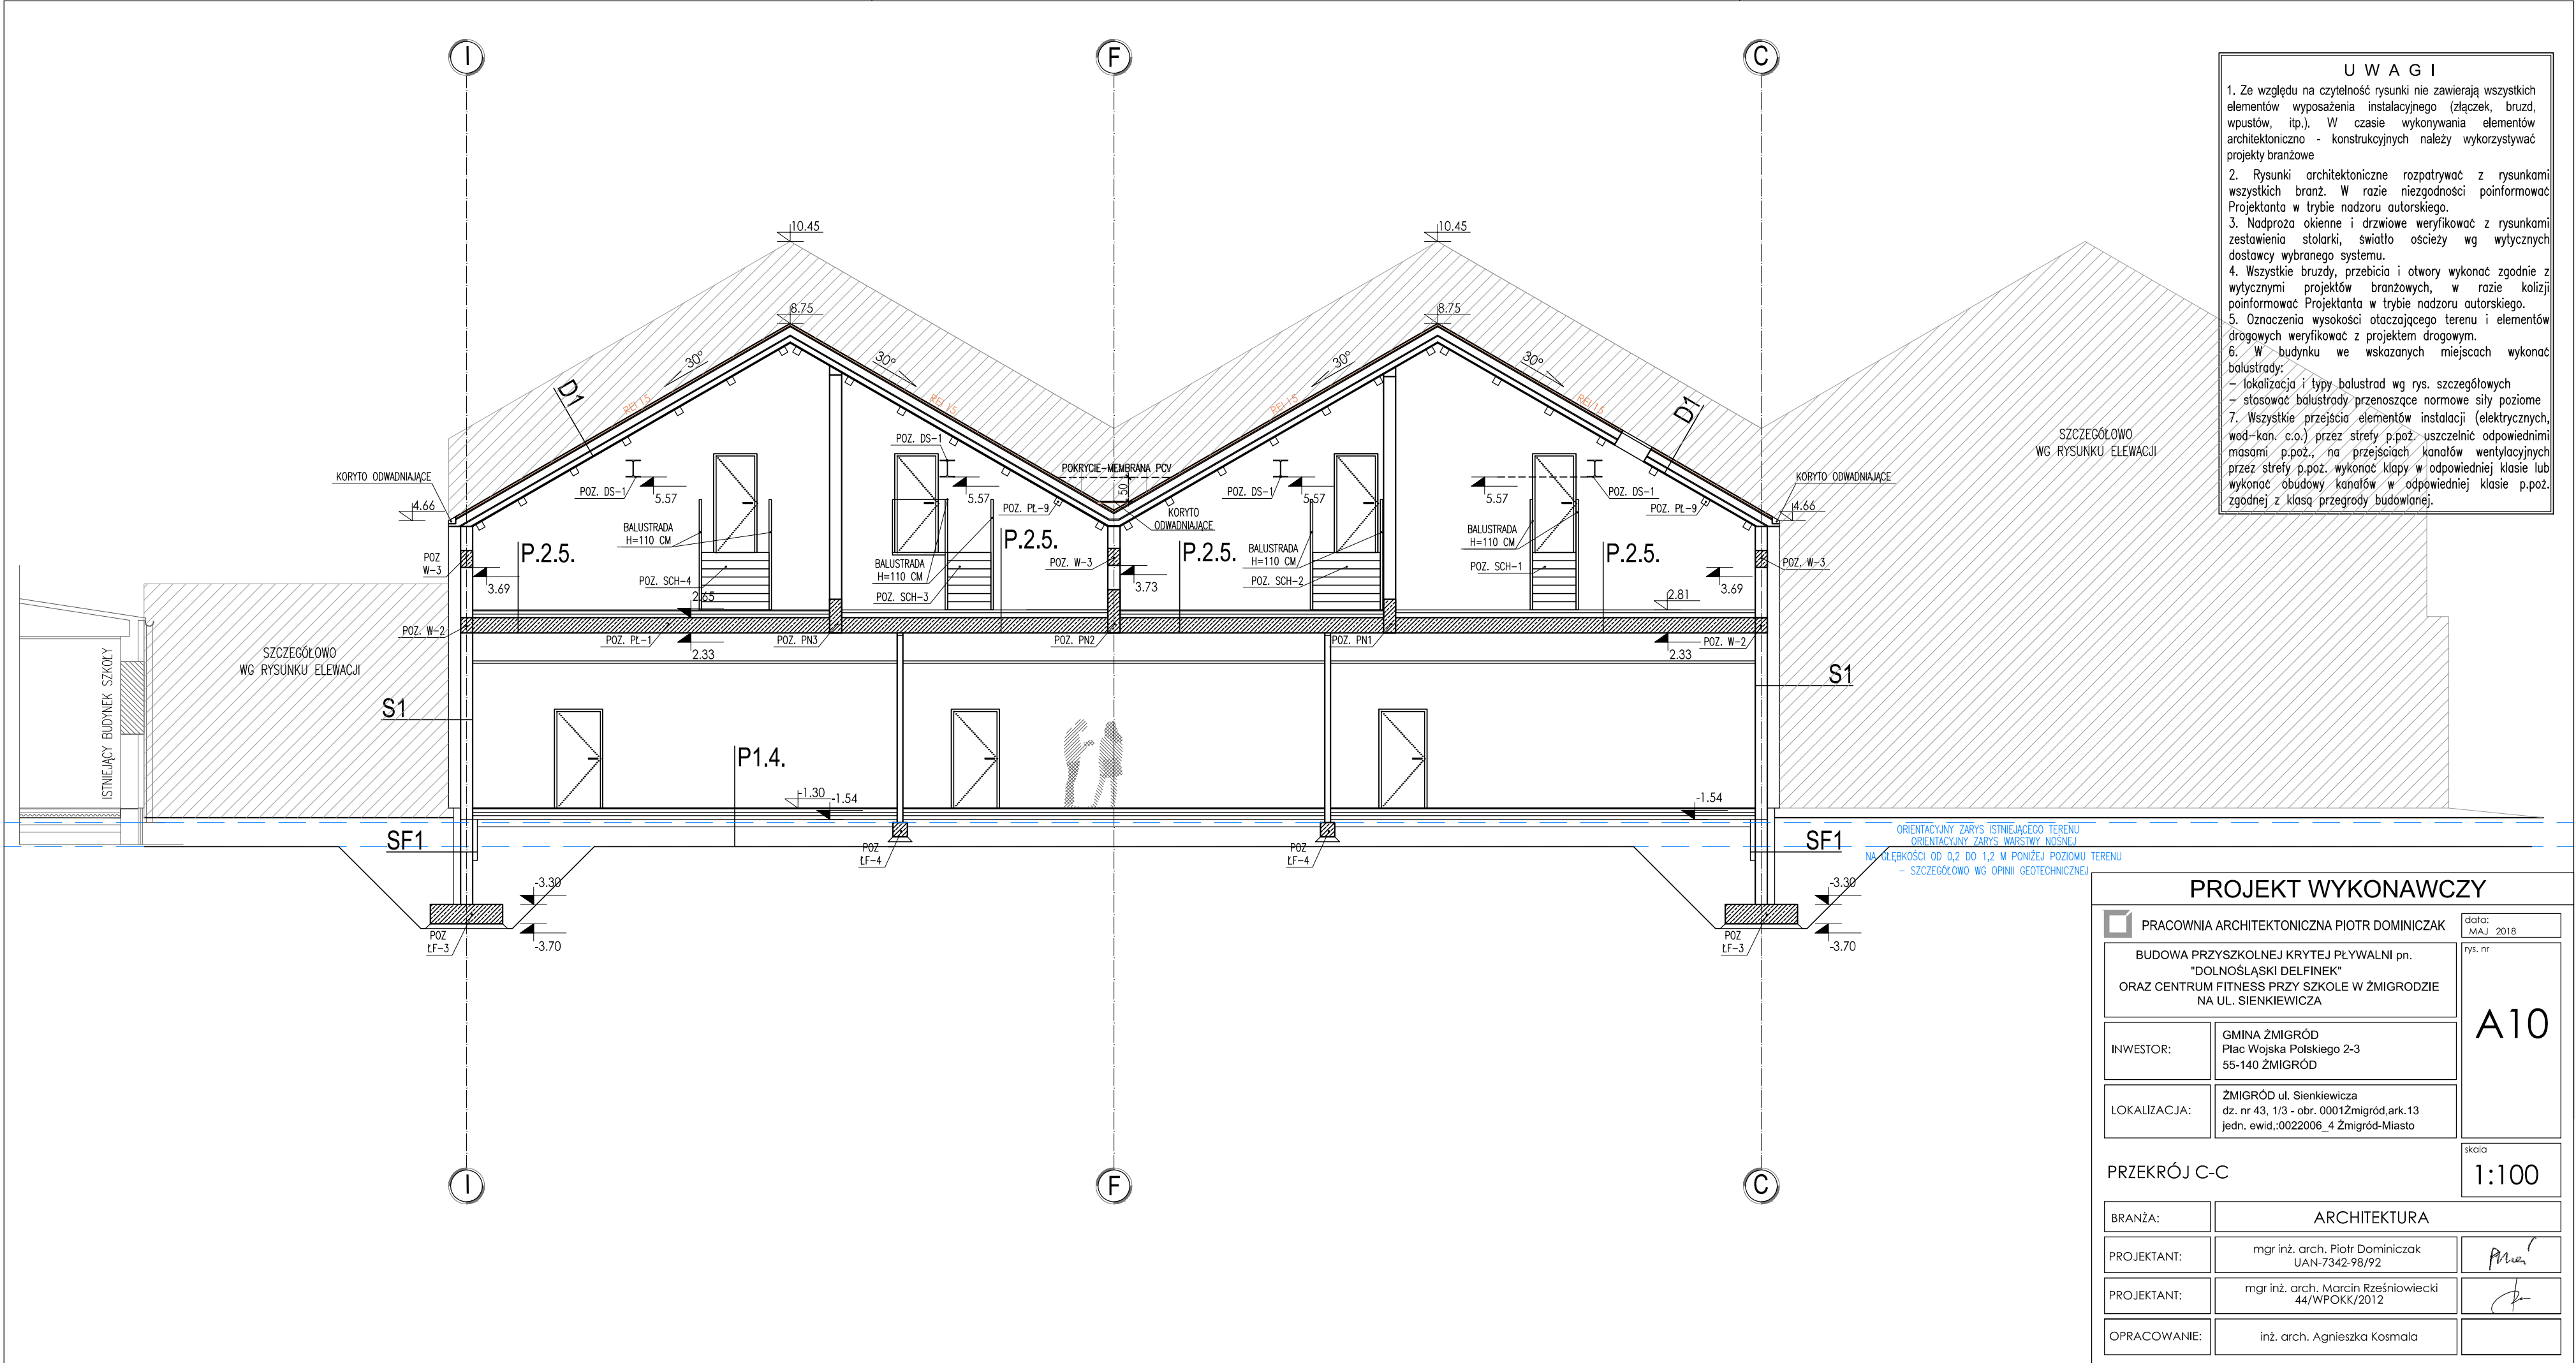 I
F
C
U W A G I
1. Ze względu na czytelność rysunki nie zawierają wszystkich
elementów wyposażenia instalacyjnego (złączek, bruzd,
wpustów, itp.). W czasie wykonywania elementów
architektoniczno - konstrukcyjnych należy wykorzystywać
projekty branżowe
2. Rysunki architektoniczne rozpatrywać z rysunkami
wszystkich branż. W razie niezgodności poinformować
Projektanta w trybie nadzoru autorskiego.
3. Nadproża okienne i drzwiowe weryfikować z rysunkami
zestawienia stolarki, światło ościeży wg wytycznych
dostawcy wybranego systemu.
4. Wszystkie bruzdy, przebicia i otwory wykonać zgodnie z
wytycznymi projektów branżowych, w razie kolizji
poinformować Projektanta w trybie nadzoru autorskiego.
5. Oznaczenia wysokości otaczającego terenu i elementów
drogowych weryfikować z projektem drogowym.
6. W budynku we wskazanych miejscach wykonać
balustrady:
– lokalizacja i typy balustrad wg rys. szczegółowych
– stosować balustrady przenoszące normowe siły poziome
7. Wszystkie przejścia elementów instalacji (elektrycznych,
wod-kan. c.o.) przez strefy p.poż. uszczelnić odpowiednimi
masami p.poż., na przejściach kanałów wentylacyjnych
przez strefy p.poż. wykonać klapy w odpowiedniej klasie lub
wykonać obudowy kanałów w odpowiedniej klasie p.poż.
zgodnej z klasą przegrody budowlanej.
10.45
10.45
8.75
8.75
30°
30°
30°
30°
D1
D1
REI 15
REI 15
REI 15
REI 15
SZCZEGÓŁOWO
WG RYSUNKU ELEWACJI
KORYTO ODWADNIAJĄCE
4.66
POZ. DS-1
5.57
POZ. DS-1
5.57
POKRYCIE-MEMBRANA PCV
50
POZ. DS-1
5.57
5.57
POZ. DS-1
KORYTO ODWADNIAJĄCE
4.66
POZ. PŁ-9
KORYTO
ODWADNIAJĄCE
POZ. PŁ-9
BALUSTRADA
H=110 CM
BALUSTRADA
H=110 CM
BALUSTRADA
H=110 CM
BALUSTRADA
H=110 CM
POZ
W-3
P.2.5.
P.2.5.
P.2.5.
P.2.5.
POZ. W-3
POZ. W-3
3.69
POZ. SCH-4
POZ. SCH-3
3.73
POZ. SCH-2
POZ. SCH-1
3.69
2.65
2.81
POZ. W-2
POZ. PŁ-1
POZ. PN3
POZ. PN2
POZ. PN1
POZ. W-2
2.33
2.33
ISTNIEJĄCY BUDYNEK SZKOŁY
SZCZEGÓŁOWO
WG RYSUNKU ELEWACJI
S1
S1
P1.4.
-1.30
-1.54
-1.54
SF1
SF1
POZ
ŁF-4
POZ
ŁF-4
ORIENTACYJNY ZARYS ISTNIEJĄCEGO TERENU
ORIENTACYJNY ZARYS WARSTWY NOŚNEJ
NA GŁĘBKOŚCI OD 0,2 DO 1,2 M PONIŻEJ POZIOMU TERENU
– SZCZEGÓŁOWO WG OPINII GEOTECHNICZNEJ
-3.30
-3.30
POZ
ŁF-3
-3.70
POZ
ŁF-3
-3.70
I
F
C
PROJEKT WYKONAWCZY
PRACOWNIA ARCHITEKTONICZNA PIOTR DOMINICZAK
data:
MAJ 2018
BUDOWA PRZYSZKOLNEJ KRYTEJ PŁYWALNI pn.
"DOLNOŚLĄSKI DELFINEK"
ORAZ CENTRUM FITNESS PRZY SZKOLE W ŻMIGRODZIE
NA UL. SIENKIEWICZA
rys. nr
A10
INWESTOR:
GMINA ŻMIGRÓD
Plac Wojska Polskiego 2-3
55-140 ŻMIGRÓD
LOKALIZACJA:
ŻMIGRÓD ul. Sienkiewicza
dz. nr 43, 1/3 - obr. 0001Żmigród,ark.13
jedn. ewid,:0022006_4 Żmigród-Miasto
PRZEKRÓJ C-C
skala
1:100
BRANŻA:
ARCHITEKTURA
PROJEKTANT:
mgr inż. arch. Piotr Dominiczak
UAN-7342-98/92
PROJEKTANT:
mgr inż. arch. Marcin Rześniowiecki
44/WPOKK/2012
OPRACOWANIE:
inż. arch. Agnieszka Kosmala